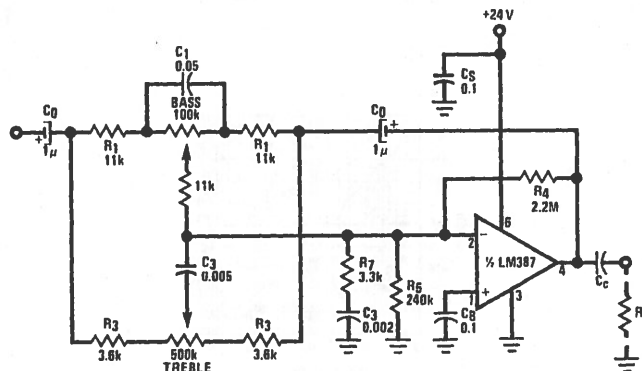 +24 V
C1
0.05
BASS
100k
CS
0.1
C0
+
1µ
R1
11k
R1
11k
C0
+
1µ
11k
R4
2.2M
C3
0.005
R7
3.3k
C3
0.002
R5
240k
2
−
6
½ LM387
4
1
+
3
CB
0.1
Cc
R
R3
3.6k
500k
TREBLE
R3
3.6k